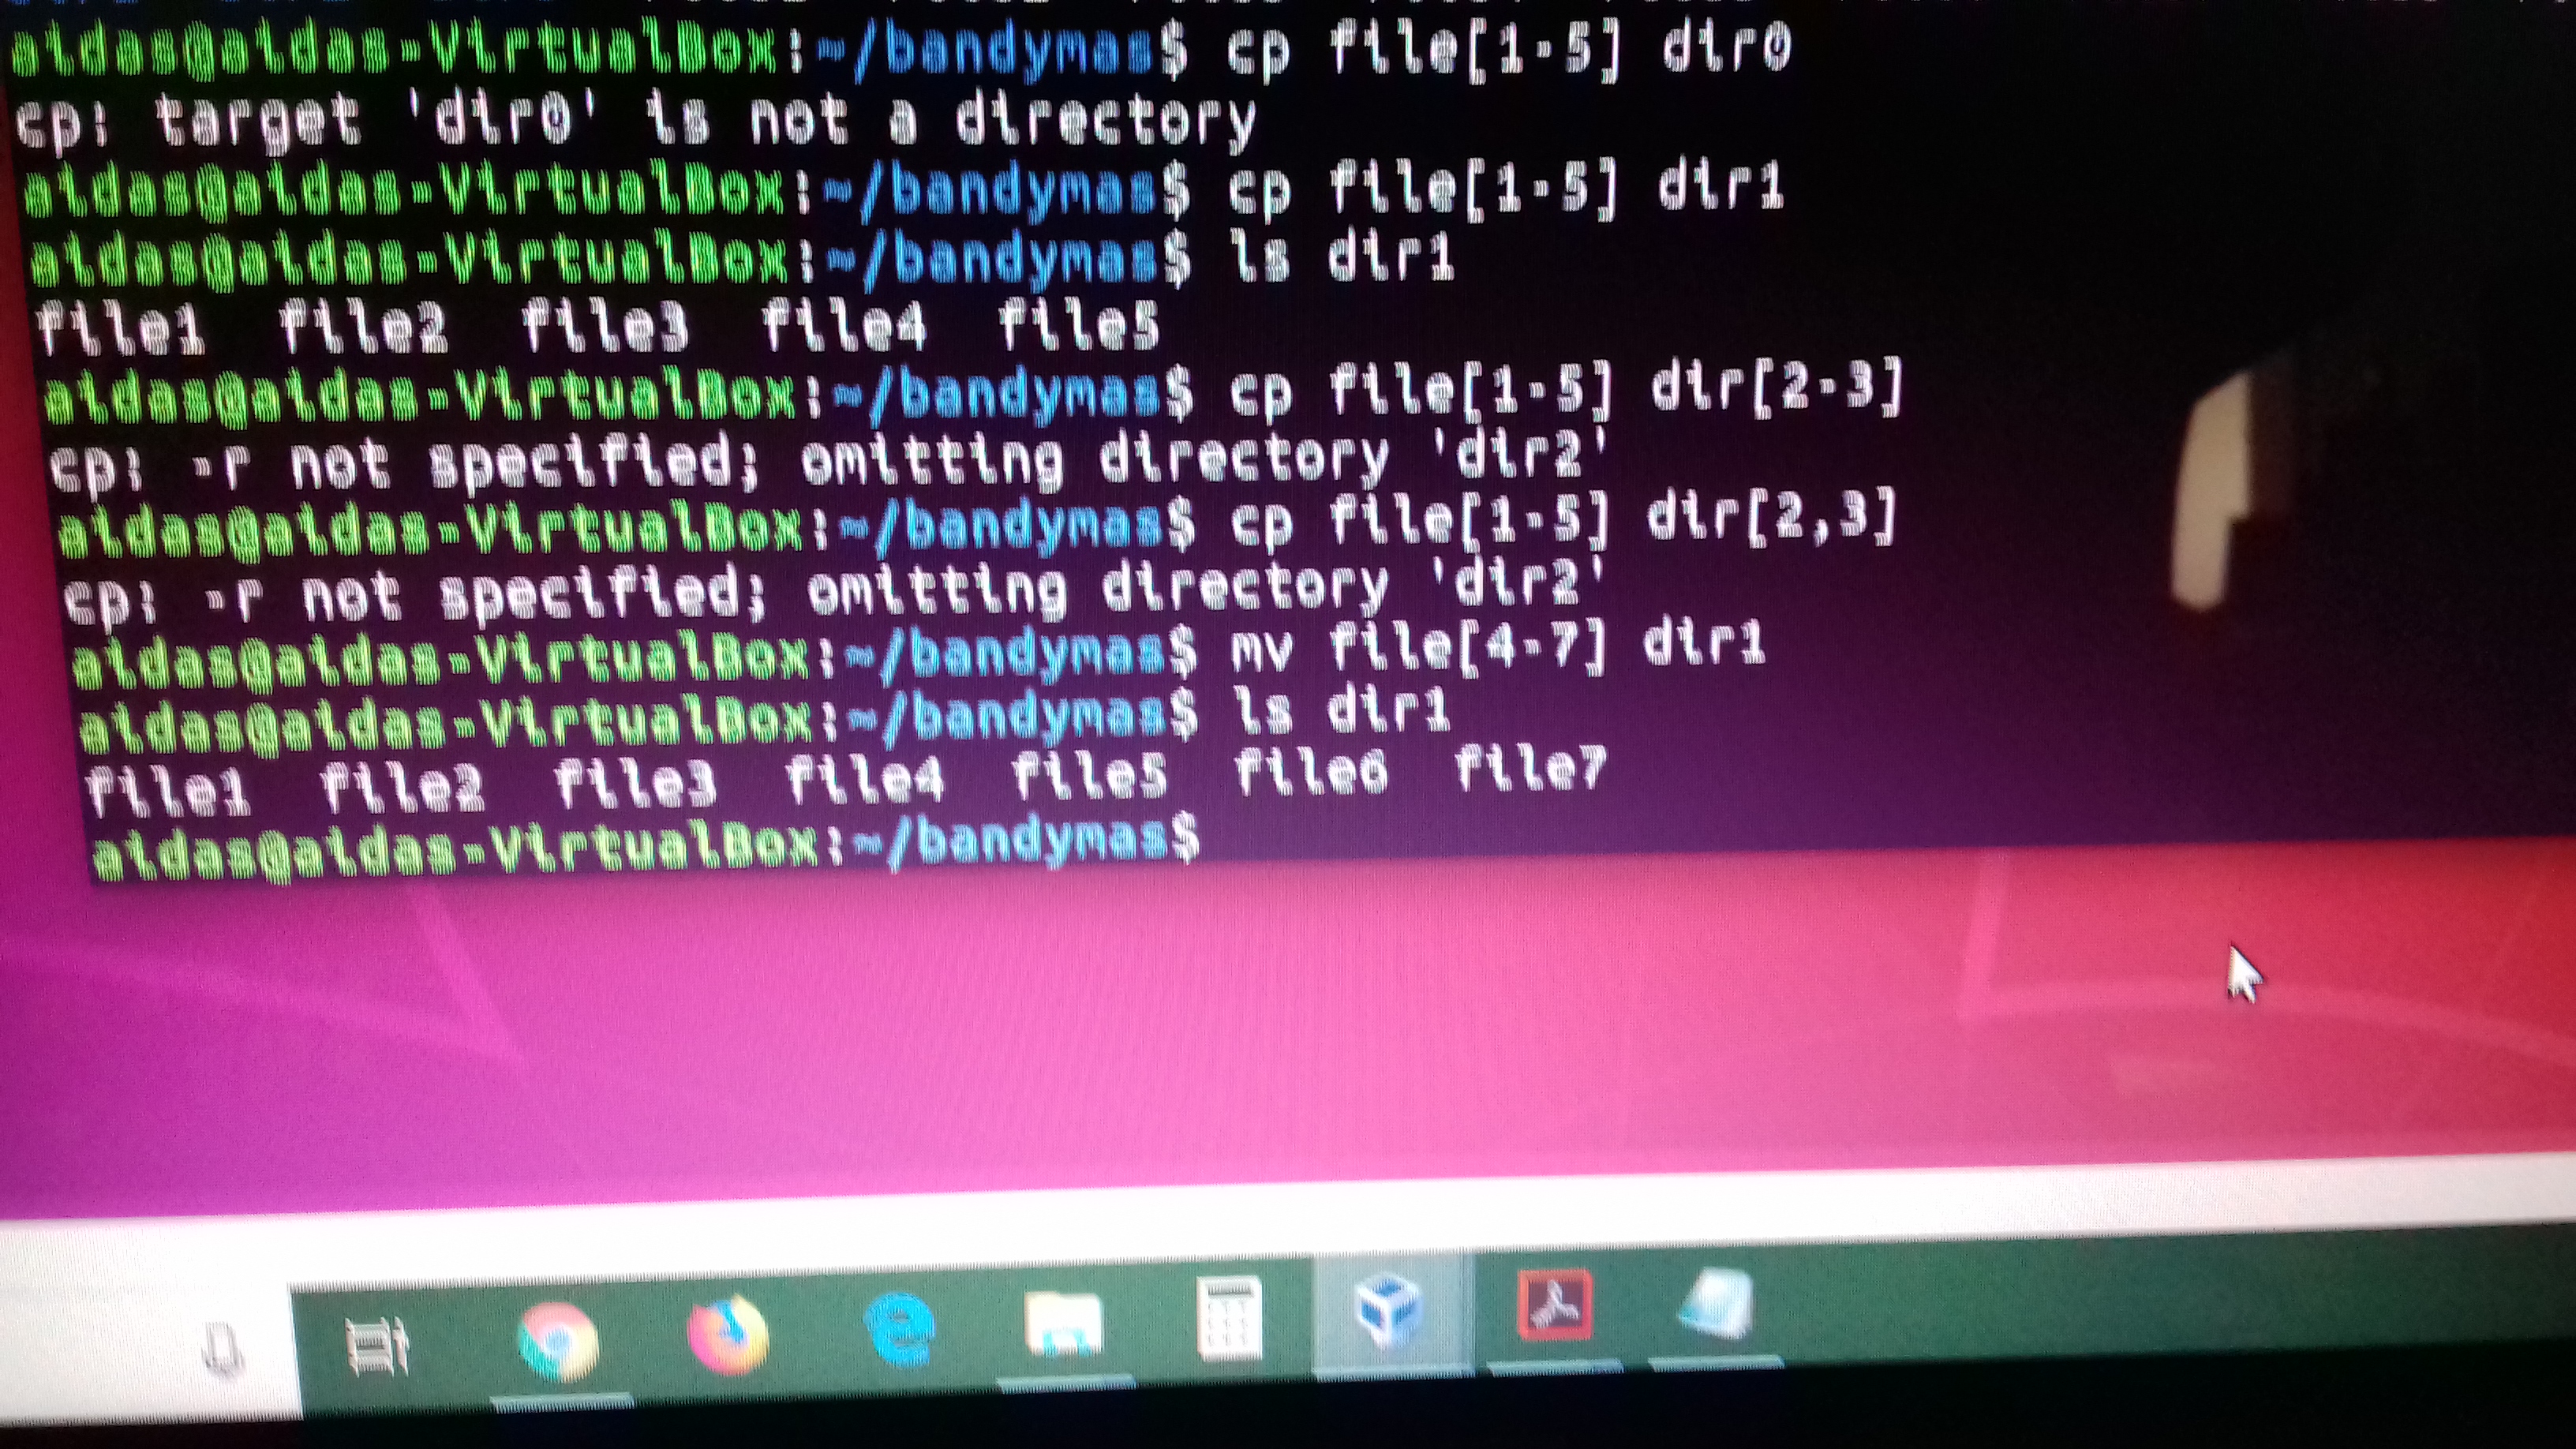 aidas@aidas-VirtualBox:~/bandymas$ cp file[1-5] dir0
cp: target 'dir0' is not a directory
aidas@aidas-VirtualBox:~/bandymas$ cp file[1-5] dir1
aidas@aidas-VirtualBox:~/bandymas$ ls dir1
file1 file2 file3 file4 file5
aidas@aidas-VirtualBox:~/bandymas$ cp file[1-5] dir[2-3]
cp: -r not specified; omitting directory 'dir2'
aidas@aidas-VirtualBox:~/bandymas$ cp file[1-5] dir[2,3]
cp: -r not specified; omitting directory 'dir2'
aidas@aidas-VirtualBox:~/bandymas$ mv file[4-7] dir1
aidas@aidas-VirtualBox:~/bandymas$ ls dir1
file1 file2 file3 file4 file5 file6 file7
aidas@aidas-VirtualBox:~/bandymas$